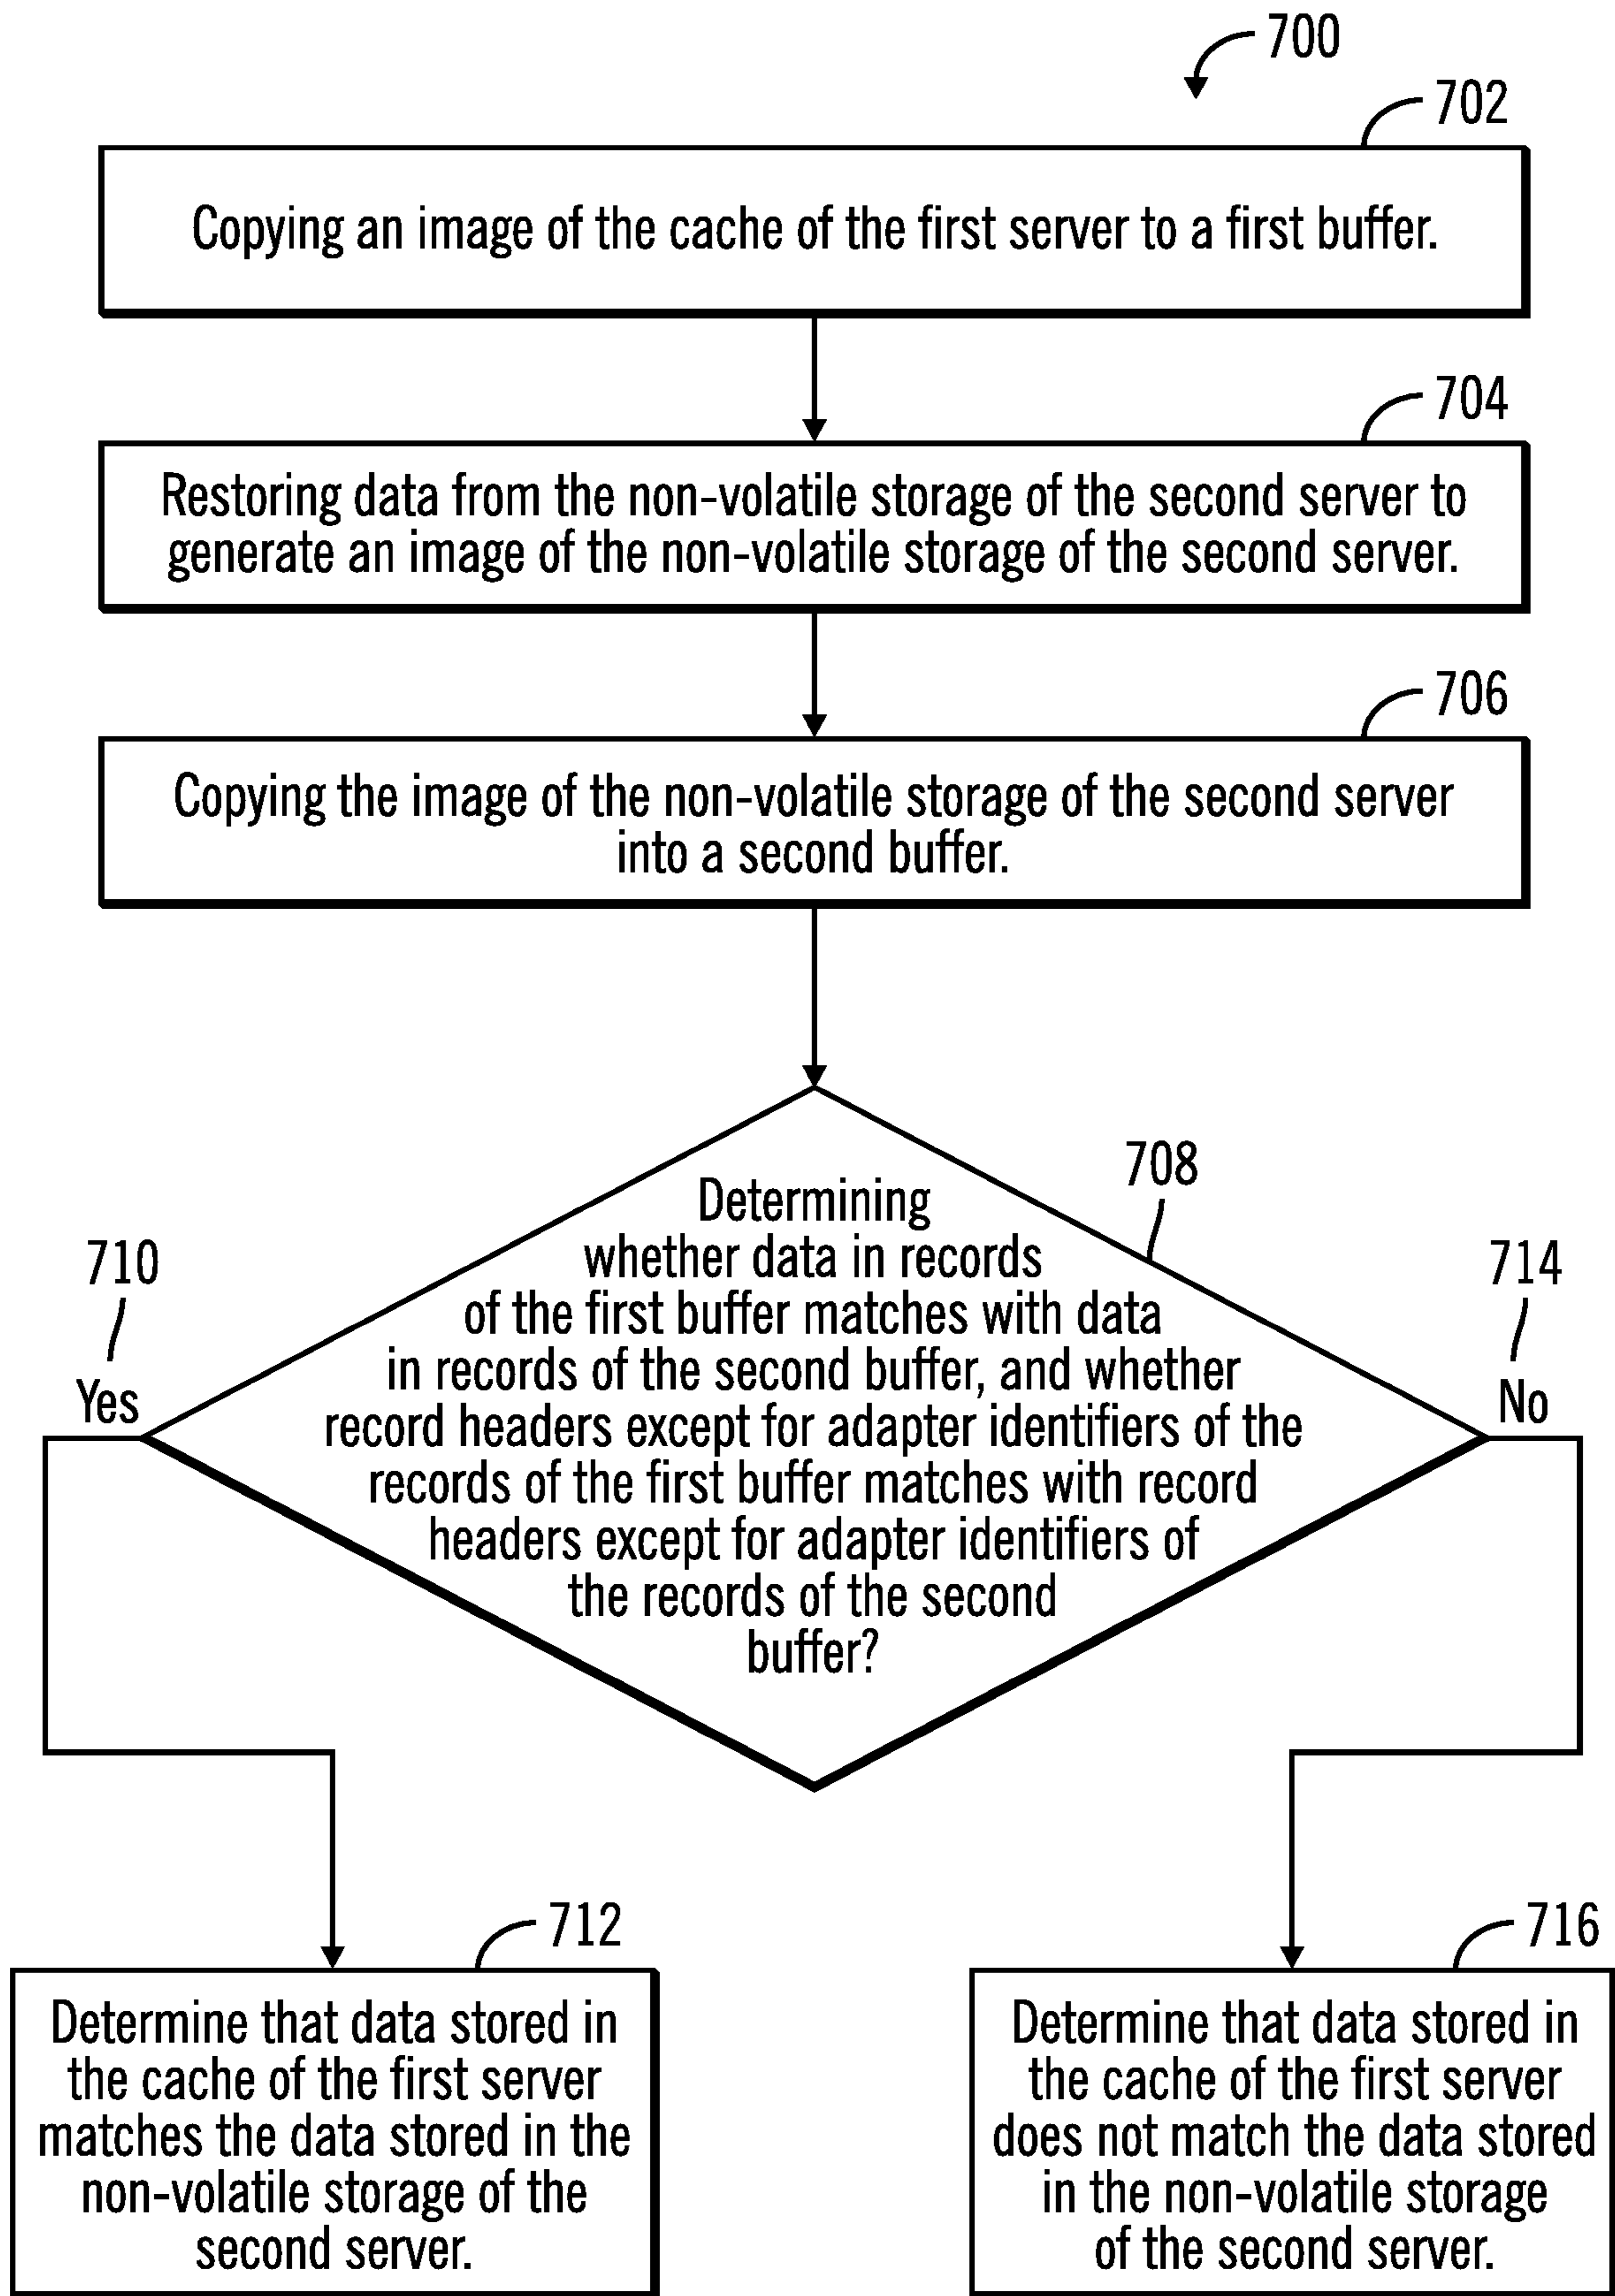 700
702
Copying an image of the cache of the first server to a first buffer.
704
Restoring data from the non-volatile storage of the second server to
generate an image of the non-volatile storage of the second server.
706
Copying the image of the non-volatile storage of the second server
into a second buffer.
708
Determining
whether data in records
of the first buffer matches with data
in records of the second buffer, and whether
record headers except for adapter identifiers of the
records of the first buffer matches with record
headers except for adapter identifiers of
the records of the second
buffer?
710
Yes
714
No
712
Determine that data stored in
the cache of the first server
matches the data stored in the
non-volatile storage of the
second server.
716
Determine that data stored in
the cache of the first server
does not match the data stored
in the non-volatile storage
of the second server.